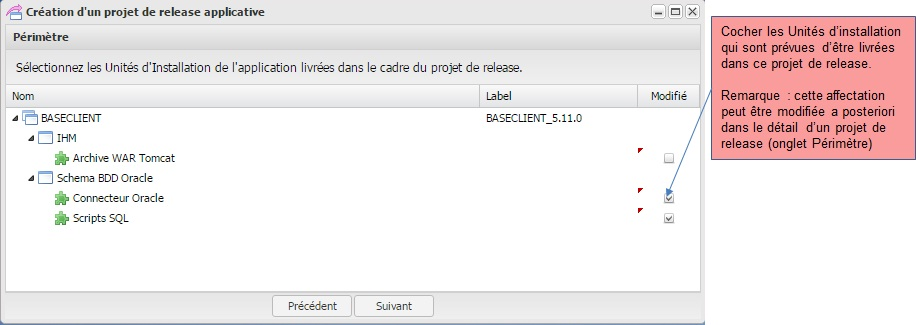 Création d'un projet de release applicative
Périmètre
Sélectionnez les Unités d'Installation de l'application livrées dans le cadre du projet de release.
Nom Label Modifié
BASECLIENT BASECLIENT_5.11.0
IHM
Archive WAR Tomcat
Schema BDD Oracle
Connecteur Oracle
Scripts SQL
Précédent Suivant
Cocher les Unités d'installation
qui sont prévues d'être livrées
dans ce projet de release.
Remarque : cette affectation
peut être modifiée a posteriori
dans le détail d'un projet de
release (onglet Périmètre)